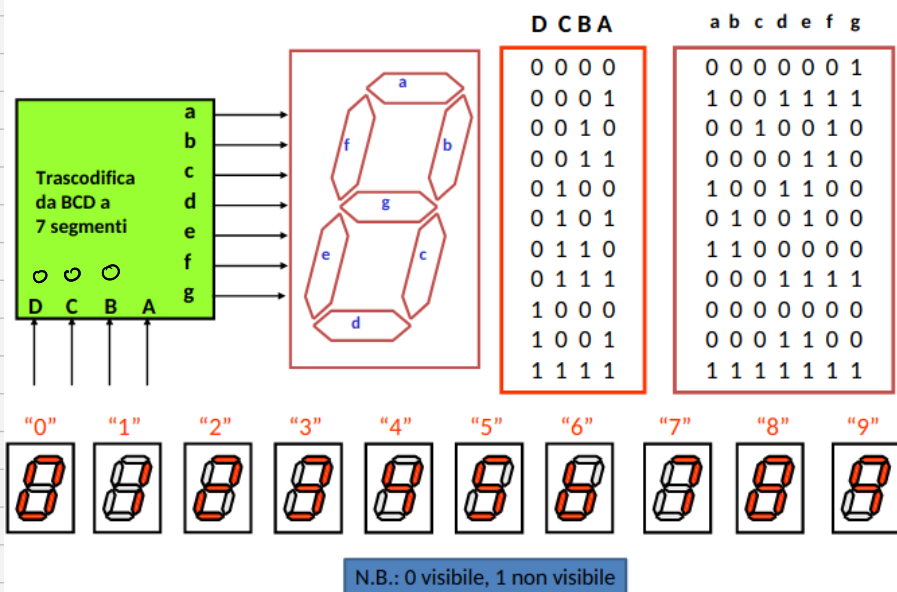 D C B A
a b c d e f g
0 0 0 0
0 0 0 0 0 0 1
0 0 0 1
1 0 0 1 1 1 1
0 0 1 0
0 0 1 0 0 1 0
0 0 1 1
0 0 0 0 1 1 0
0 1 0 0
1 0 0 1 1 0 0
0 1 0 1
0 1 0 0 1 0 0
0 1 1 0
1 1 0 0 0 0 0
0 1 1 1
0 0 0 1 1 1 1
1 0 0 0
0 0 0 0 0 0 0
1 0 0 1
0 0 0 1 1 0 0
1 1 1 1
1 1 1 1 1 1 1
Trascodifica
da BCD a
7 segmenti
a
b
c
d
e
f
g
0 0 0
D C B A
a
f
b
g
e
c
d
“0” “1” “2” “3” “4” “5” “6” “7” “8” “9”
N.B.: 0 visibile, 1 non visibile